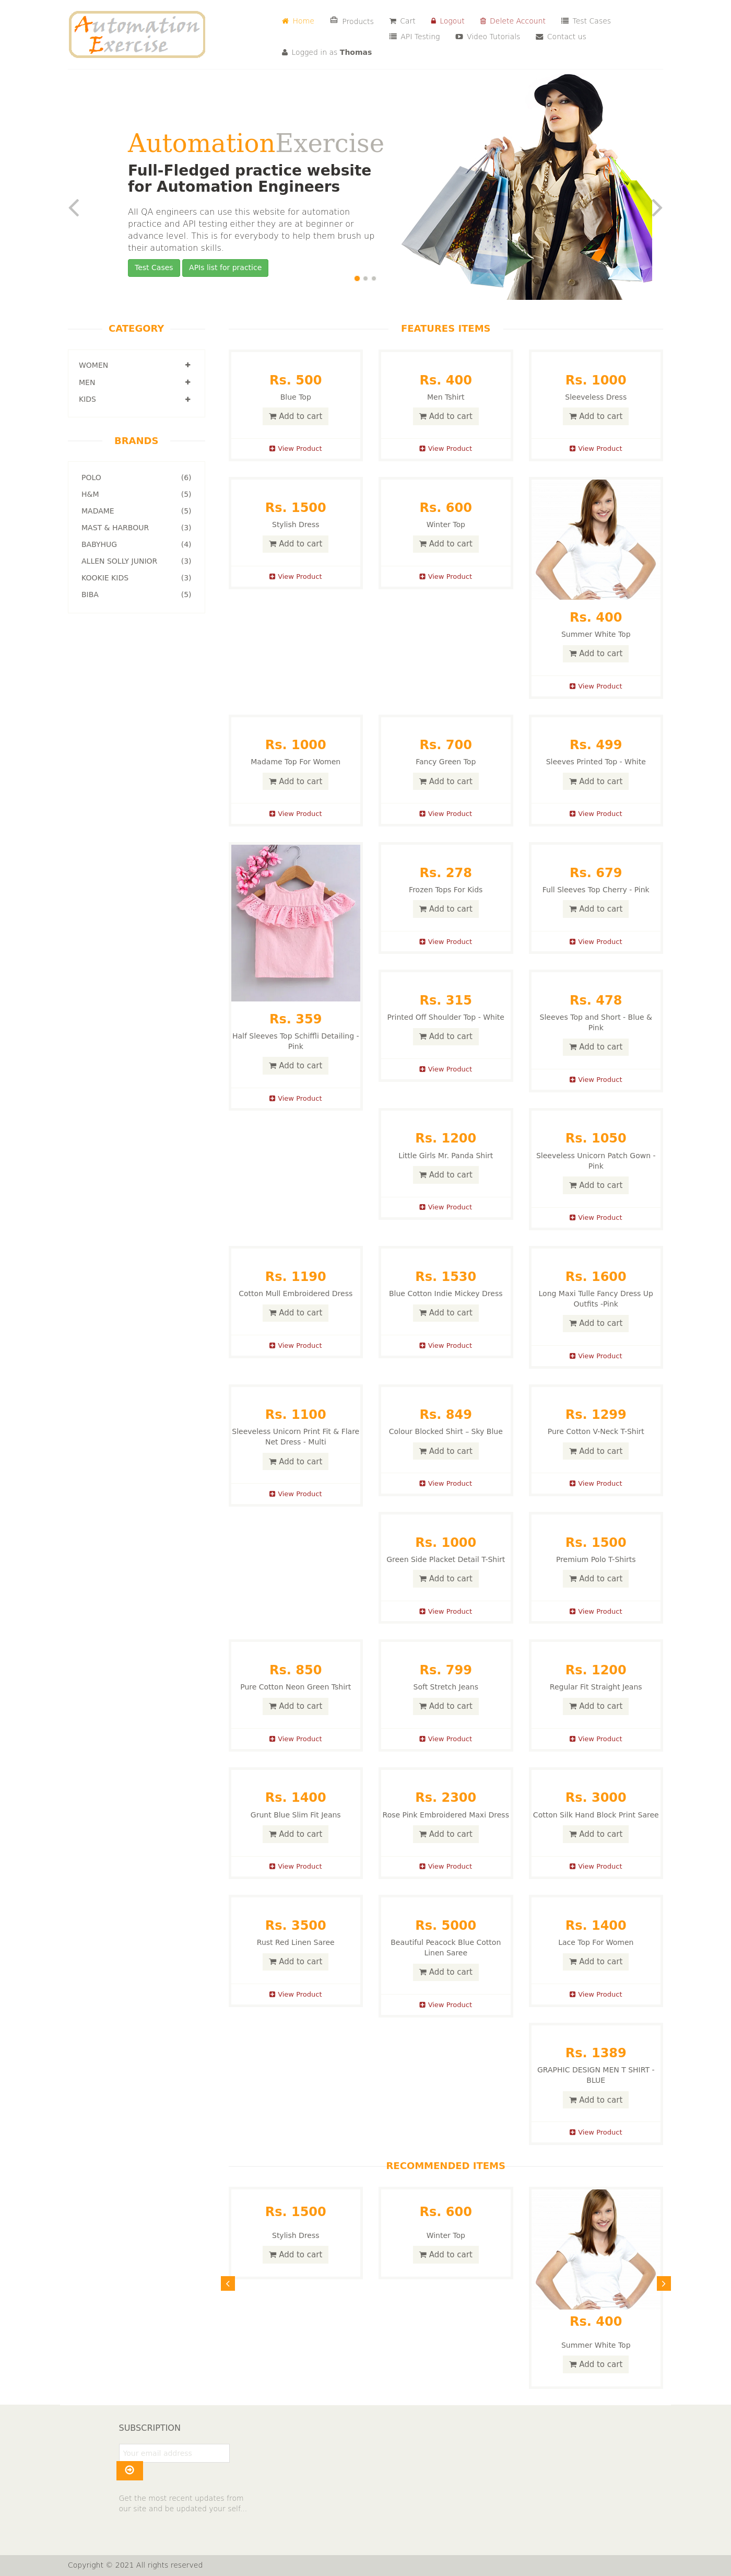 Automation
Exercise
Home
Products
Cart
Logout
Delete Account
Test Cases
API Testing
Video Tutorials
Contact us
Logged in as Thomas
AutomationExercise
Full-Fledged practice website
for Automation Engineers
All QA engineers can use this website for automation
practice and API testing either they are at beginner or
advance level. This is for everybody to help them brush up
their automation skills.
Test Cases
APIs list for practice
CATEGORY
WOMEN
MEN
KIDS
BRANDS
POLO (6)
H&M (5)
MADAME (5)
MAST & HARBOUR (3)
BABYHUG (4)
ALLEN SOLLY JUNIOR (3)
KOOKIE KIDS (3)
BIBA (5)
FEATURES ITEMS
Rs. 500
Blue Top
Add to cart
View Product
Rs. 400
Men Tshirt
Add to cart
View Product
Rs. 1000
Sleeveless Dress
Add to cart
View Product
Rs. 1500
Stylish Dress
Add to cart
View Product
Rs. 600
Winter Top
Add to cart
View Product
Rs. 400
Summer White Top
Add to cart
View Product
Rs. 1000
Madame Top For Women
Add to cart
View Product
Rs. 700
Fancy Green Top
Add to cart
View Product
Rs. 499
Sleeves Printed Top - White
Add to cart
View Product
Rs. 359
Half Sleeves Top Schiffli Detailing -
Pink
Add to cart
View Product
Rs. 278
Frozen Tops For Kids
Add to cart
View Product
Rs. 679
Full Sleeves Top Cherry - Pink
Add to cart
View Product
Rs. 315
Printed Off Shoulder Top - White
Add to cart
View Product
Rs. 478
Sleeves Top and Short - Blue &
Pink
Add to cart
View Product
Rs. 1200
Little Girls Mr. Panda Shirt
Add to cart
View Product
Rs. 1050
Sleeveless Unicorn Patch Gown -
Pink
Add to cart
View Product
Rs. 1190
Cotton Mull Embroidered Dress
Add to cart
View Product
Rs. 1530
Blue Cotton Indie Mickey Dress
Add to cart
View Product
Rs. 1600
Long Maxi Tulle Fancy Dress Up
Outfits -Pink
Add to cart
View Product
Rs. 1100
Sleeveless Unicorn Print Fit & Flare
Net Dress - Multi
Add to cart
View Product
Rs. 849
Colour Blocked Shirt – Sky Blue
Add to cart
View Product
Rs. 1299
Pure Cotton V-Neck T-Shirt
Add to cart
View Product
Rs. 1000
Green Side Placket Detail T-Shirt
Add to cart
View Product
Rs. 1500
Premium Polo T-Shirts
Add to cart
View Product
Rs. 850
Pure Cotton Neon Green Tshirt
Add to cart
View Product
Rs. 799
Soft Stretch Jeans
Add to cart
View Product
Rs. 1200
Regular Fit Straight Jeans
Add to cart
View Product
Rs. 1400
Grunt Blue Slim Fit Jeans
Add to cart
View Product
Rs. 2300
Rose Pink Embroidered Maxi Dress
Add to cart
View Product
Rs. 3000
Cotton Silk Hand Block Print Saree
Add to cart
View Product
Rs. 3500
Rust Red Linen Saree
Add to cart
View Product
Rs. 5000
Beautiful Peacock Blue Cotton
Linen Saree
Add to cart
View Product
Rs. 1400
Lace Top For Women
Add to cart
View Product
Rs. 1389
GRAPHIC DESIGN MEN T SHIRT -
BLUE
Add to cart
View Product
RECOMMENDED ITEMS
Rs. 1500
Stylish Dress
Add to cart
Rs. 600
Winter Top
Add to cart
Rs. 400
Summer White Top
Add to cart
SUBSCRIPTION
Your email address
Get the most recent updates from
our site and be updated your self...
Copyright © 2021 All rights reserved